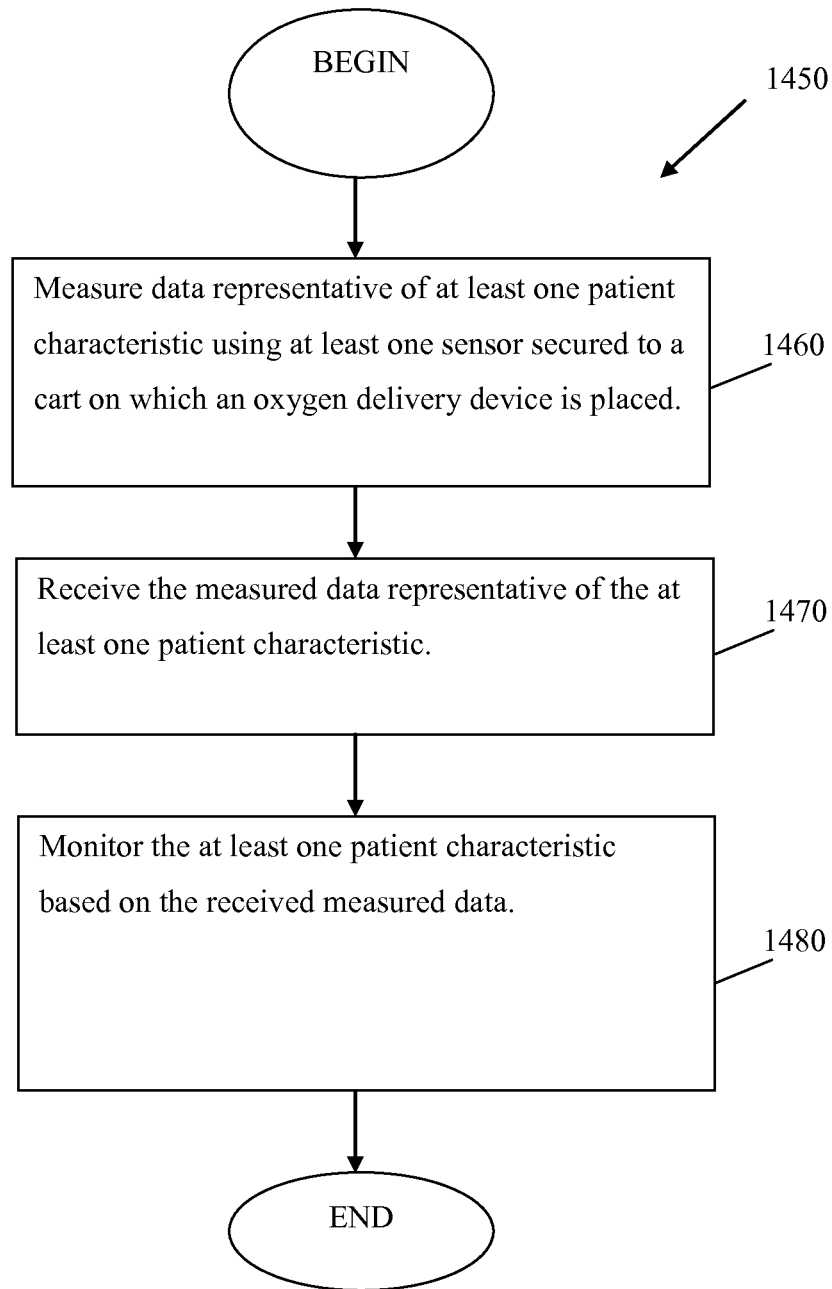 BEGIN
1450
Measure data representative of at least one patient
characteristic using at least one sensor secured to a
cart on which an oxygen delivery device is placed.
1460
Receive the measured data representative of the at
least one patient characteristic.
1470
Monitor the at least one patient characteristic
based on the received measured data.
1480
END